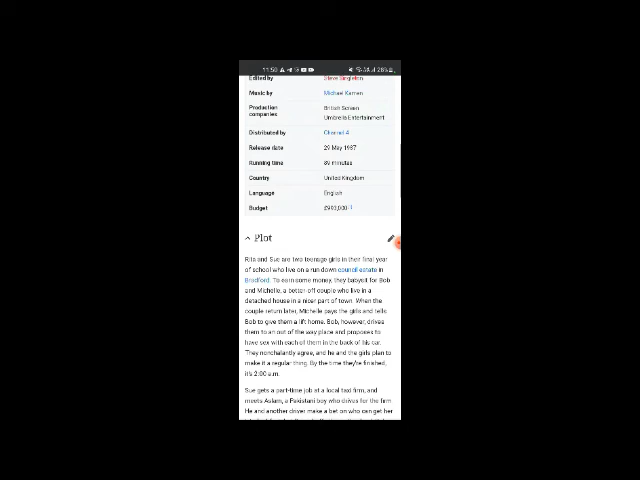 11:50 26%
Edited by Steve Singleton
Music by Michael Kamen
Production companies British Screen
Umbrella Entertainment
Distributed by Channel 4
Release date 29 May 1987
Running time 89 minutes
Country United Kingdom
Language English
Budget £993,000[1]
Plot
Rita and Sue are two teenage girls in their final year
of school who live on a run down council estate in
Bradford. To earn some money, they babysit for Bob
and Michelle, a better-off couple who live in a
detached house in a nicer part of town. When the
couple return later, Michelle pays the girls and tells
Bob to give them a lift home. Bob, however, drives
them to an out of the way place and proposes to
have sex with each of them in the back of his car.
They nonchalantly agree, and he and the girls plan to
make it a regular thing. By the time they're finished,
it's 2:00 a.m.
Sue gets a part-time job at a local taxi firm, and
meets Aslam, a Pakistani boy who drives for the firm
He and another driver make a bet on who can get her